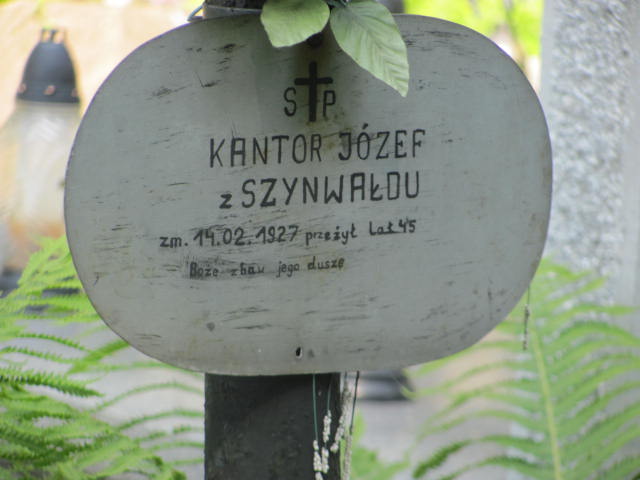 S P
KANTOR JÓZEF
z SZYNWAŁDU
zm. 14.02.1927 przeżył lat 45
Boże zbaw jego duszę